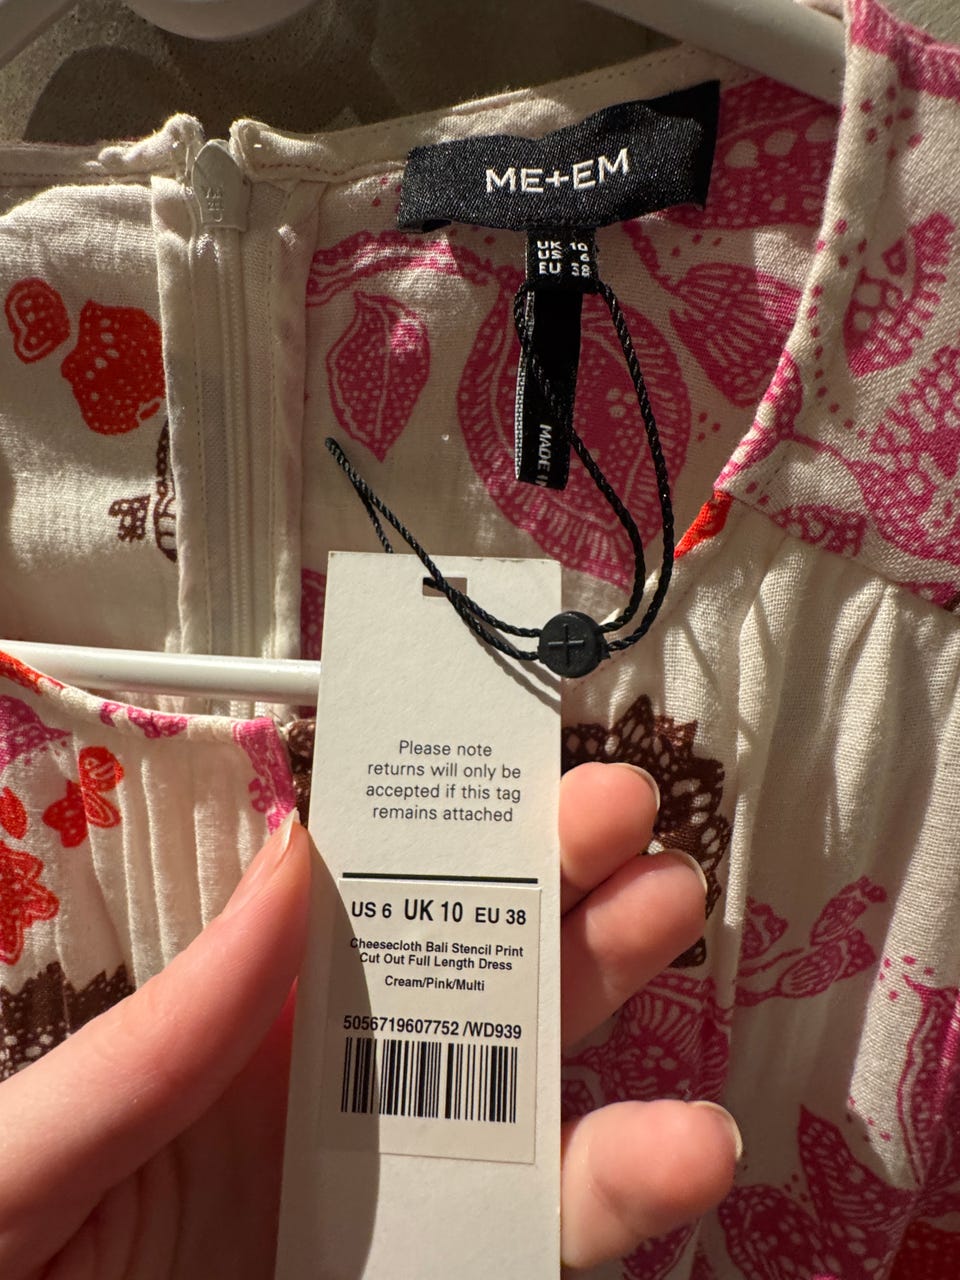 ME+EM
UK 10
US 6
EU 38
MADE IN
Please note
returns will only be
accepted if this tag
remains attached
US 6 UK 10 EU 38
Cheesecloth Bali Stencil Print
Cut Out Full Length Dress
Cream/Pink/Multi
5056719607752 /WD939